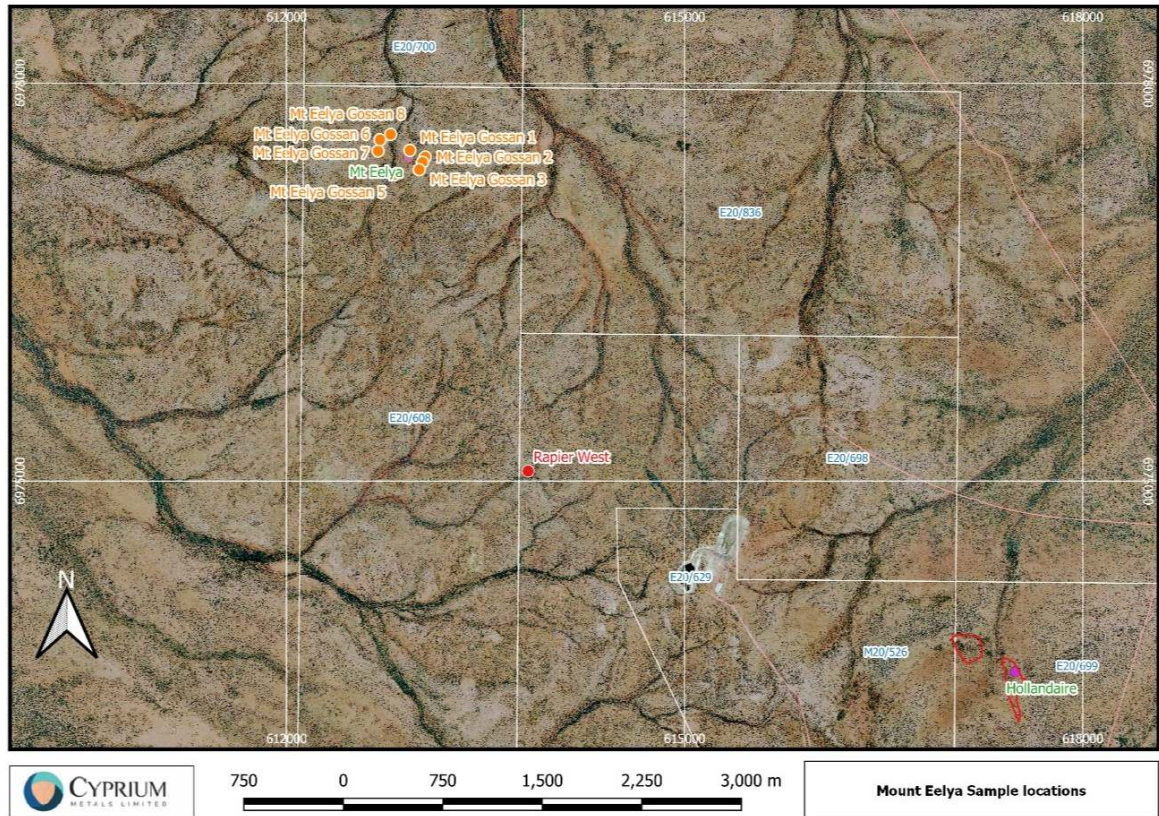 612000
615000
618000
E20/700
6978000
6978000
Mt Eelya Gossan 8
Mt Eelya Gossan 6
Mt Eelya Gossan 1
Mt Eelya Gossan 7
Mt Eelya Gossan 2
Mt Eelya
Mt Eelya Gossan 3
Mt Eelya Gossan 5
E20/836
E20/608
Rapier West
E20/698
6975000
6975000
E20/629
N
M20/526
E20/699
Hollandaire
612000
615000
618000
CYPRIUM
METALS LIMITED
750 0 750 1,500 2,250 3,000 m
Mount Eelya Sample locations